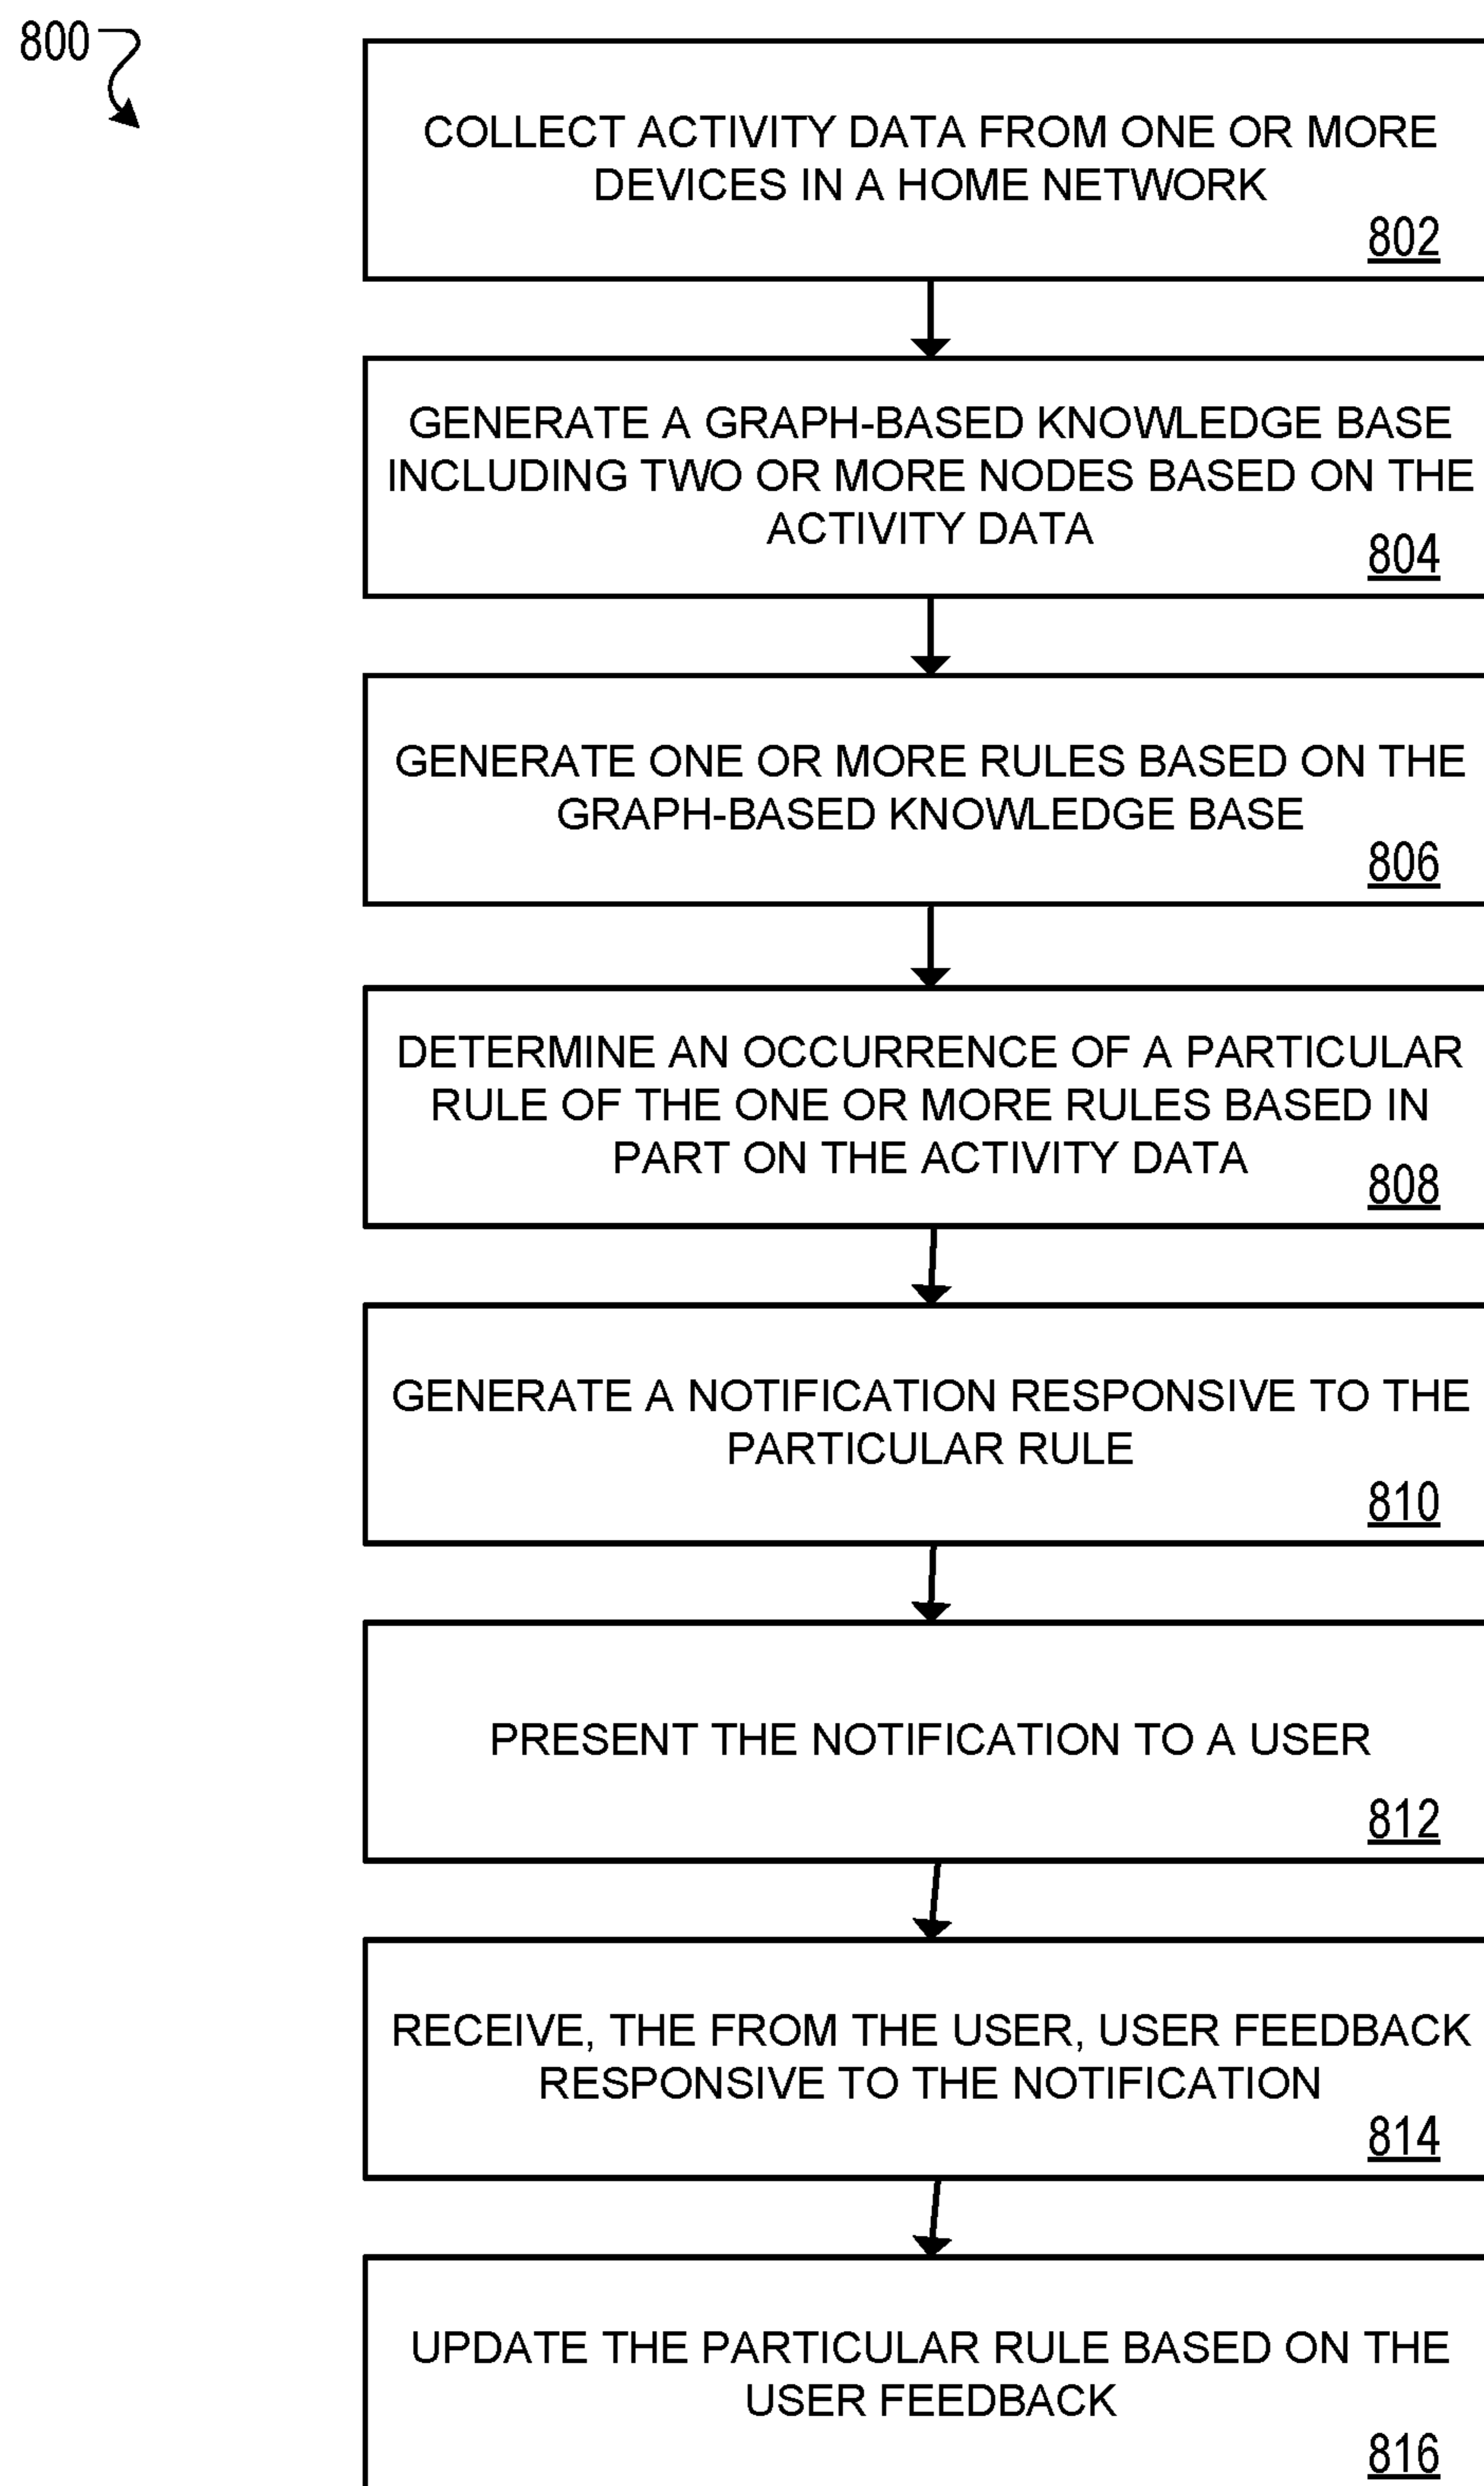 800
COLLECT ACTIVITY DATA FROM ONE OR MORE
DEVICES IN A HOME NETWORK
802
GENERATE A GRAPH-BASED KNOWLEDGE BASE
INCLUDING TWO OR MORE NODES BASED ON THE
ACTIVITY DATA
804
GENERATE ONE OR MORE RULES BASED ON THE
GRAPH-BASED KNOWLEDGE BASE
806
DETERMINE AN OCCURRENCE OF A PARTICULAR
RULE OF THE ONE OR MORE RULES BASED IN
PART ON THE ACTIVITY DATA
808
GENERATE A NOTIFICATION RESPONSIVE TO THE
PARTICULAR RULE
810
PRESENT THE NOTIFICATION TO A USER
812
RECEIVE, THE FROM THE USER, USER FEEDBACK
RESPONSIVE TO THE NOTIFICATION
814
UPDATE THE PARTICULAR RULE BASED ON THE
USER FEEDBACK
816